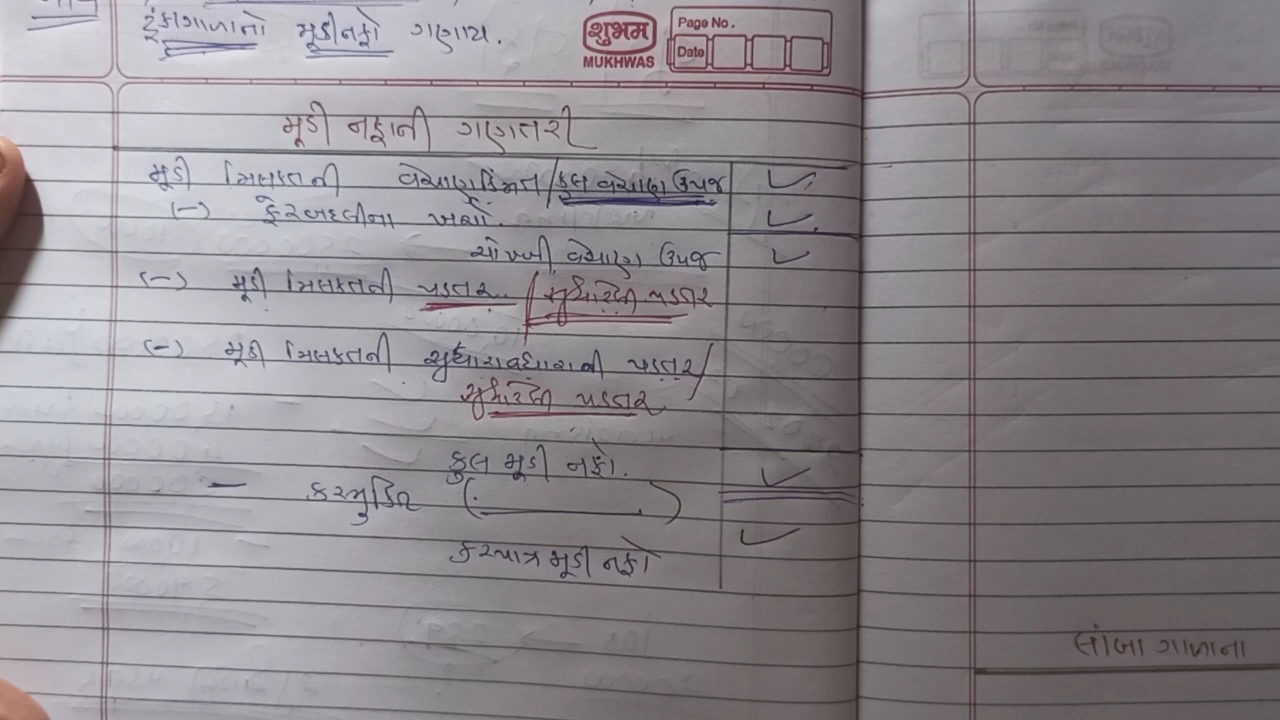 ટૂંકાગાળાનો મૂડીનફો ગણાય.
શુભમ
MUKHWAS
Page No.
Date
મૂડી નફાની ગણતરી
મૂડી મિલકતની વેચાણકિંમત/કુલ વેચાણ ઉપજ
(-) ફેરબદલીના ખર્ચા.
ચોખ્ખી વેચાણ ઉપજ
(-) મૂડી મિલકતની પડતર / સુધારેલી પડતર
(-) મૂડી મિલકતની સુધારાવધારાની પડતર/
સુધારેલી પડતર
કુલ મૂડી નફો.
- કરમુક્તિ ( )
કરપાત્ર મૂડી નફો
લાંબા ગાળાના